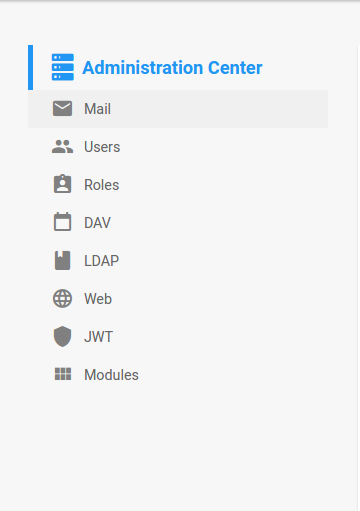 Administration Center
Mail
Users
Roles
DAV
LDAP
Web
JWT
Modules